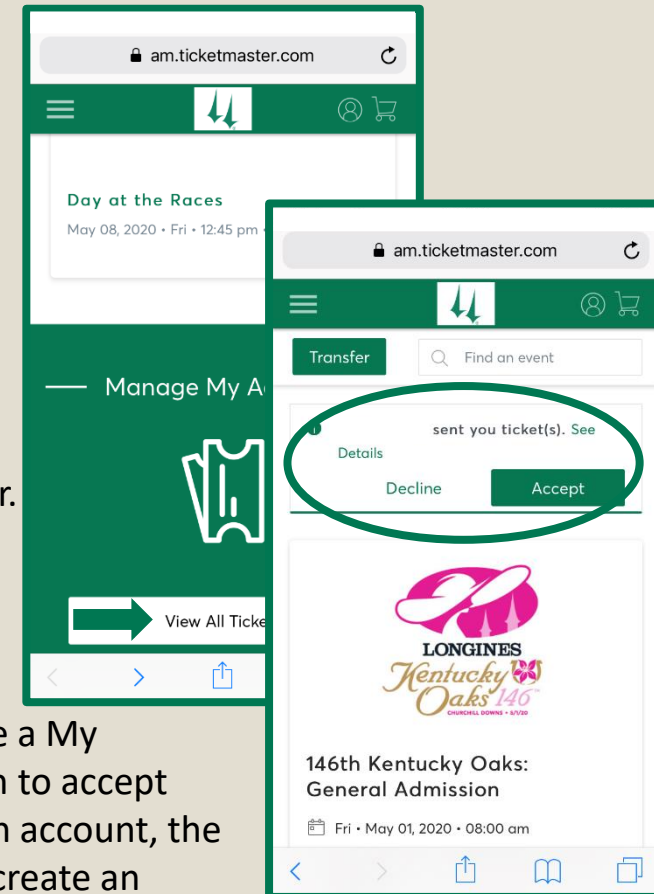 am.ticketmaster.com
Day at the Races
May 08, 2020 • Fri • 12:45 pm •
Manage My A
View All Ticke
am.ticketmaster.com
Transfer
Find an event
sent you ticket(s). See
Details
Decline
Accept
LONGINES
Kentucky
Oaks 146
CHURCHILL DOWNS • 5/1/20
146th Kentucky Oaks:
General Admission
Fri • May 01, 2020 • 08:00 am
r.
e a My
n to accept
n account, the
create an